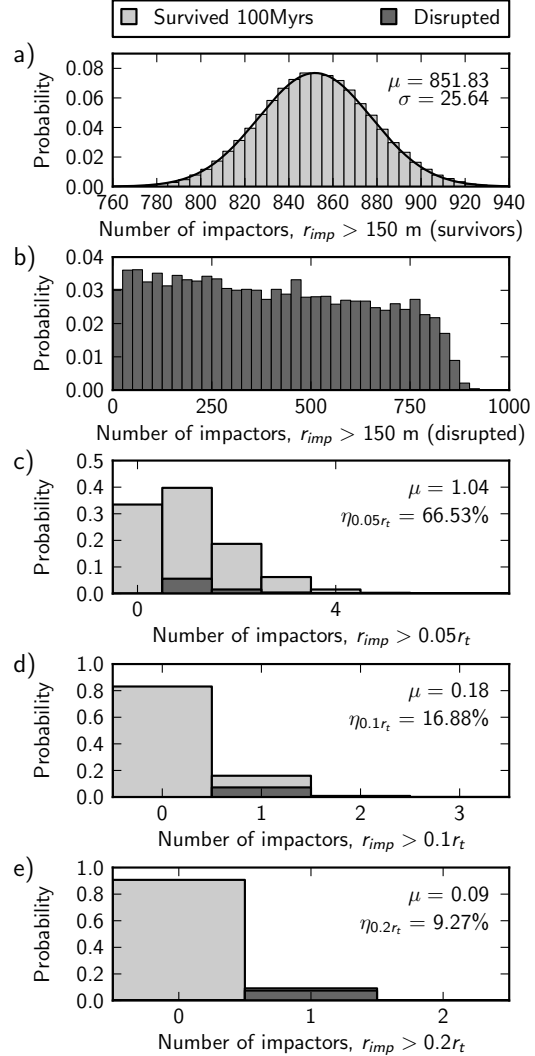 Survived 100Myrs Disrupted
a)
Probability
0.08
0.06
0.04
0.02
0.00
μ = 851.83
σ = 25.64
760 780 800 820 840 860 880 900 920 940
Number of impactors, r_imp > 150 m (survivors)
b)
Probability
0.04
0.03
0.02
0.01
0.00
0 250 500 750 1000
Number of impactors, r_imp > 150 m (disrupted)
c)
Probability
0.5
0.4
0.3
0.2
0.1
0.0
μ = 1.04
η_0.05r_t = 66.53%
0 4
Number of impactors, r_imp > 0.05r_t
d)
Probability
1.0
0.8
0.6
0.4
0.2
0.0
μ = 0.18
η_0.1r_t = 16.88%
0 1 2 3
Number of impactors, r_imp > 0.1r_t
e)
Probability
1.0
0.8
0.6
0.4
0.2
0.0
μ = 0.09
η_0.2r_t = 9.27%
0 1 2
Number of impactors, r_imp > 0.2r_t